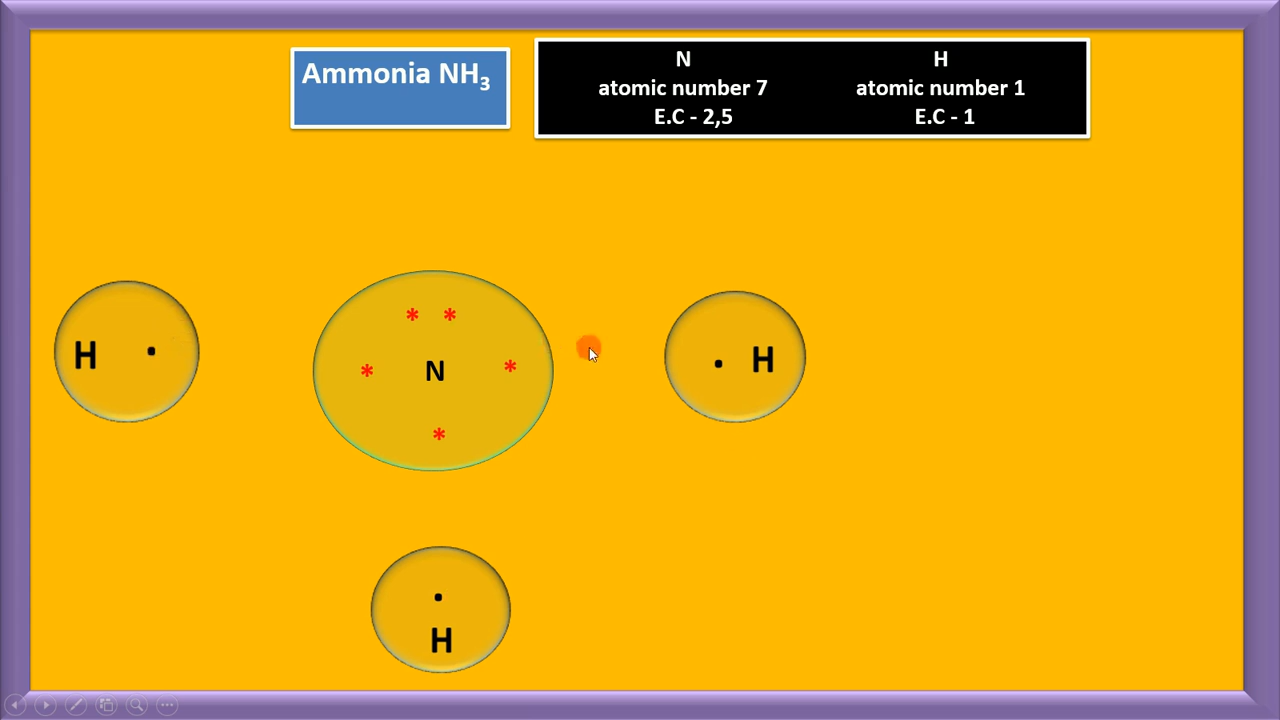 Ammonia NH₃
N
atomic number 7
E.C - 2,5
H
atomic number 1
E.C - 1
H
* *
* N *
*
H
H